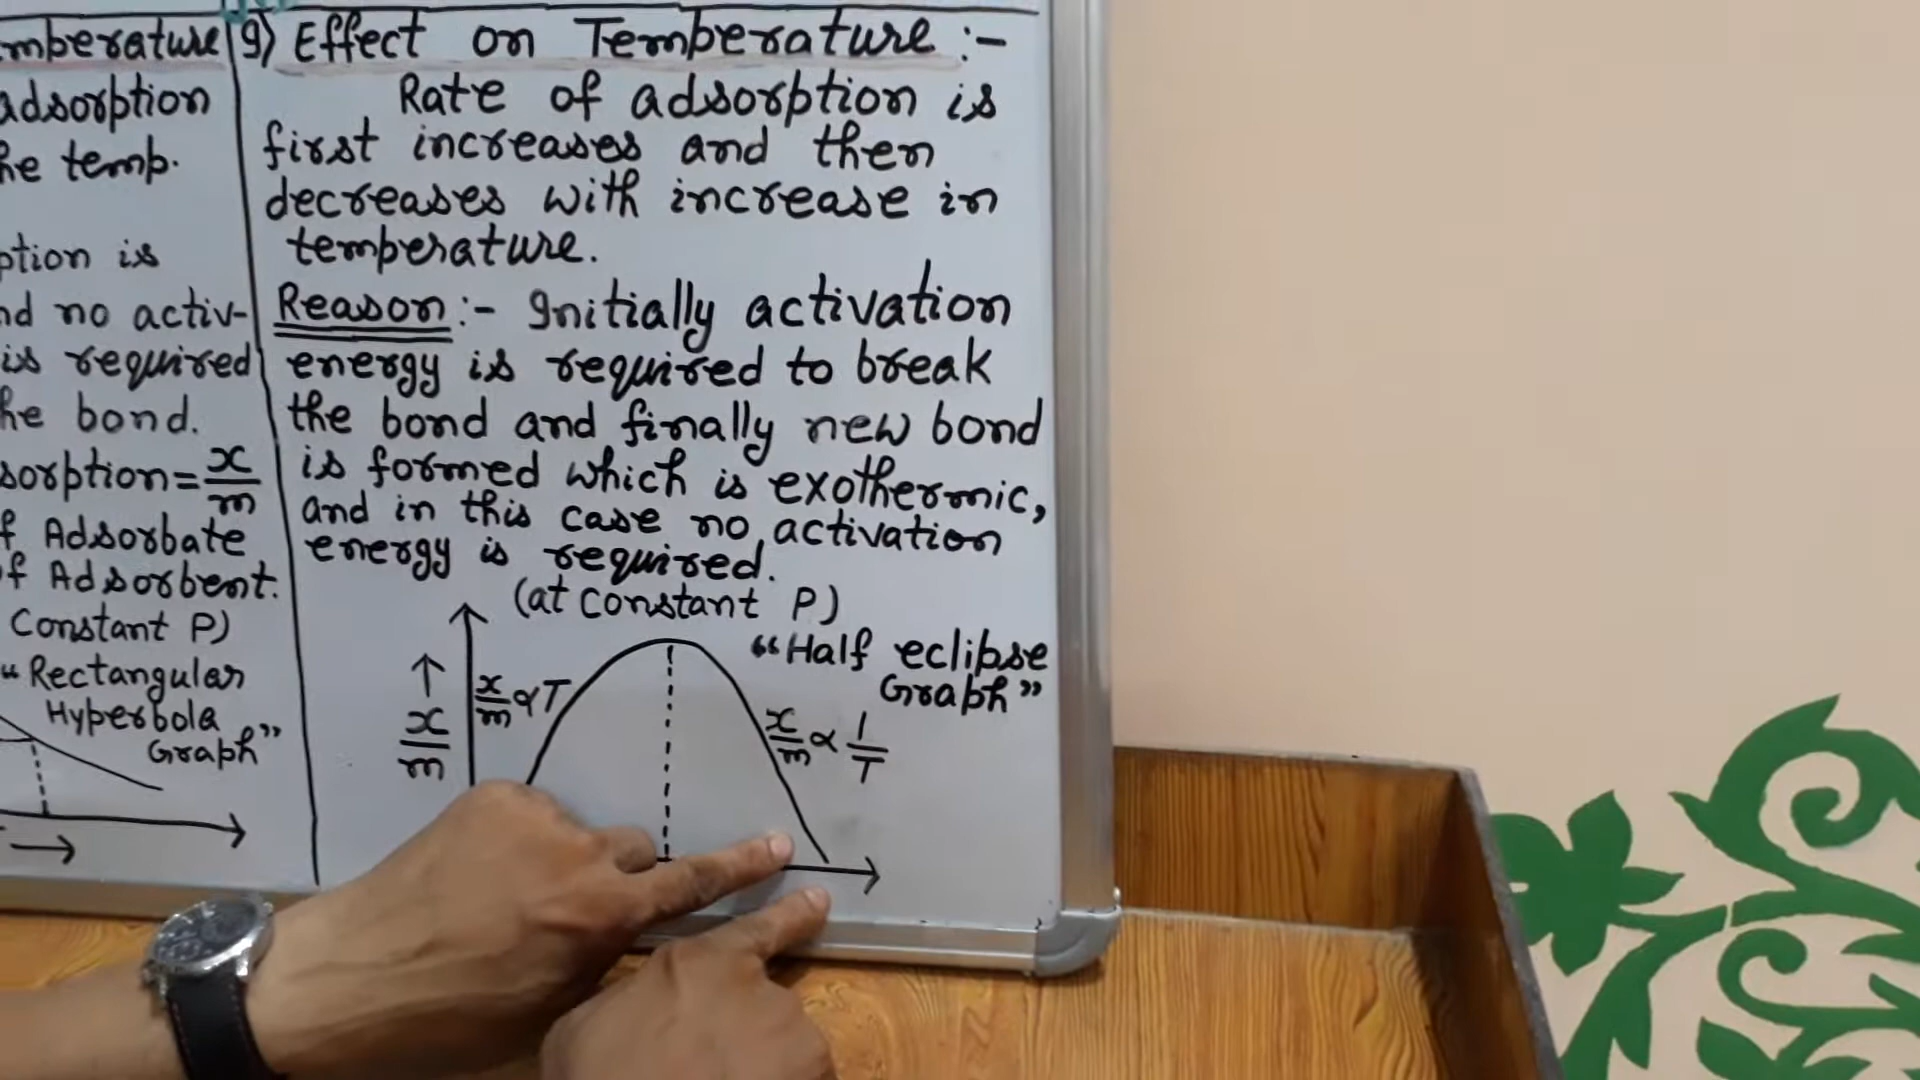 mperature
adsorption
he temp.
ption is
nd no activ-
is required
he bond.
sorption = x/m
f Adsorbate
f Adsorbent.
Constant P)
"Rectangular
Hyperbola
Graph"
9) Effect on Temperature :-
Rate of adsorption is
first increases and then
decreases with increase in
temperature.
Reason :- Initially activation
energy is required to break
the bond and finally new bond
is formed which is exothermic,
and in this case no activation
energy is required.
(at constant P)
"Half eclipse
Graph"
x/m ∝ T
x/m
x/m ∝ 1/T